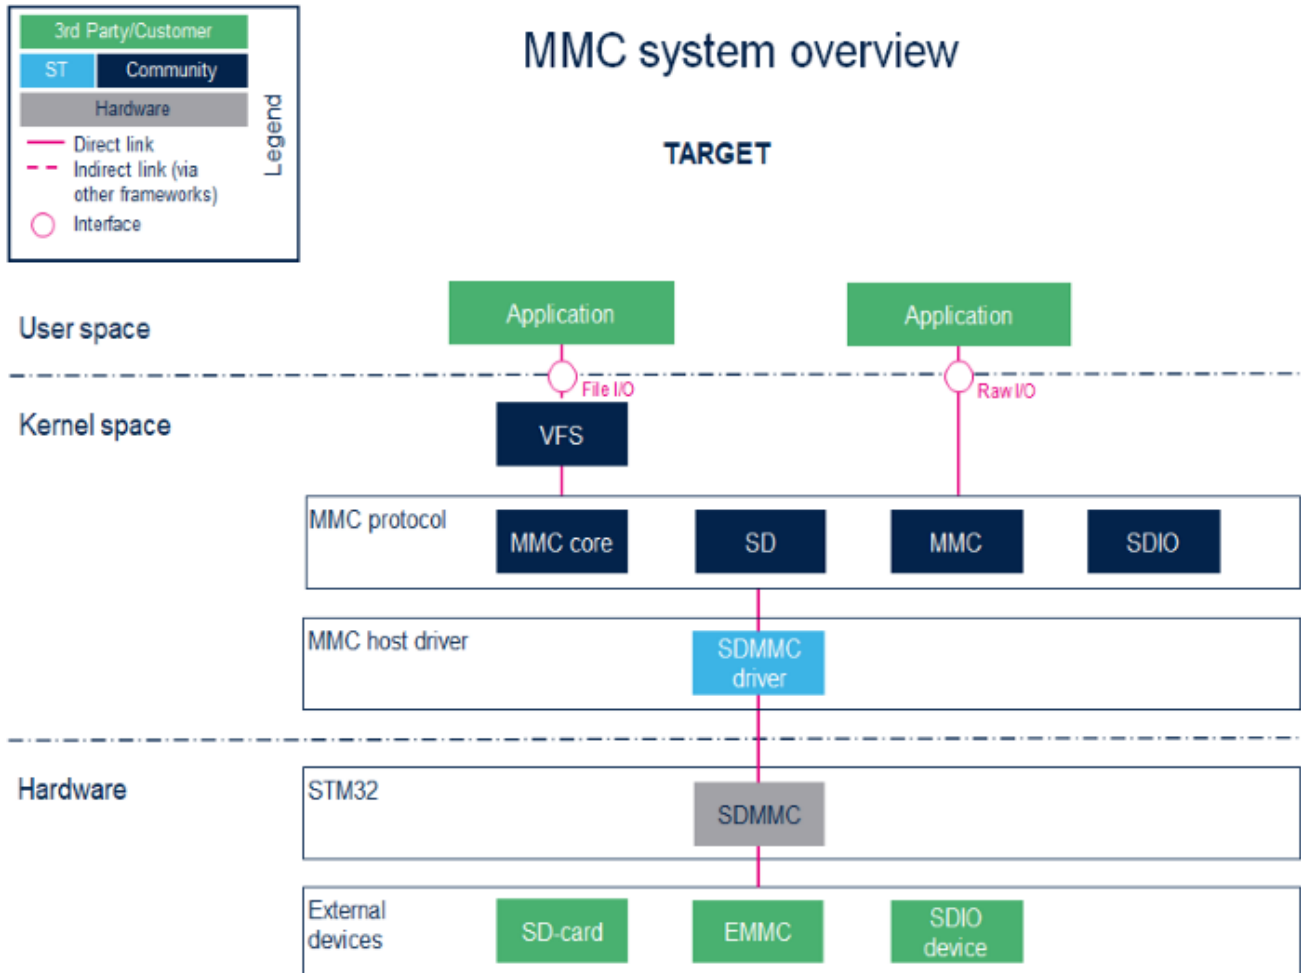 3rd Party/Customer
ST
Community
Hardware
Direct link
Indirect link (via
other frameworks)
Interface
Legend
MMC system overview
TARGET
User space
Application
Application
File I/O
Raw I/O
Kernel space
VFS
MMC protocol
MMC core
SD
MMC
SDIO
MMC host driver
SDMMC
driver
Hardware
STM32
SDMMC
External
devices
SD-card
EMMC
SDIO
device